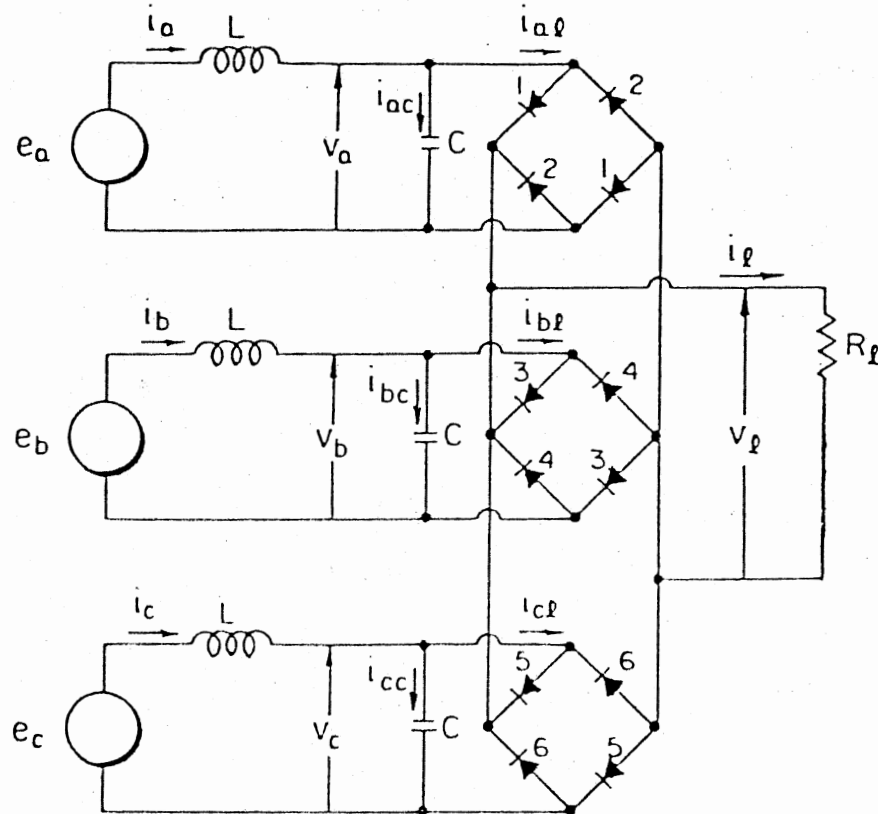 i_a L i_aℓ
1 2
i_ac
e_a v_a C
2 1
i_ℓ
i_b L i_bℓ
3 4
R_ℓ
i_bc
e_b v_b C v_ℓ
4 3
i_c L i_cℓ
5 6
i_cc
e_c v_c C
6 5